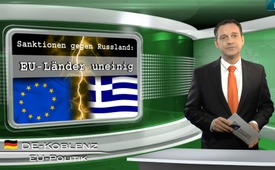 Sanktionen gegen Russland:
EU-Länder uneinig
DE-KOBLENZ
EU-POLITIK